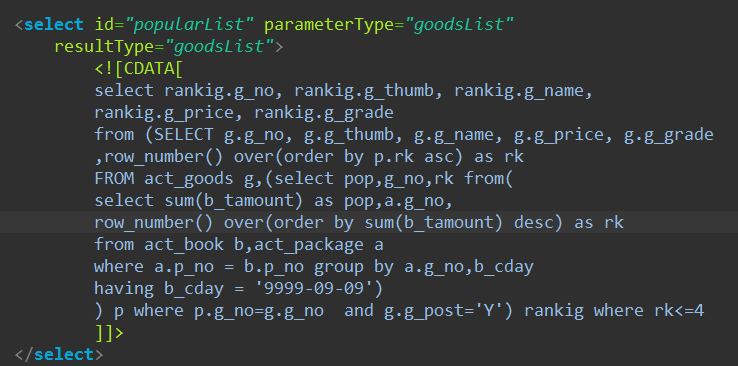 <select id="popularList" parameterType="goodsList"
resultType="goodsList">
<![CDATA[
select rankig.g_no, rankig.g_thumb, rankig.g_name,
rankig.g_price, rankig.g_grade
from (SELECT g.g_no, g.g_thumb, g.g_name, g.g_price, g.g_grade
,row_number() over(order by p.rk asc) as rk
FROM act_goods g,(select pop,g_no,rk from(
select sum(b_tamount) as pop,a.g_no,
row_number() over(order by sum(b_tamount) desc) as rk
from act_book b,act_package a
where a.p_no = b.p_no group by a.g_no,b_cday
having b_cday = '9999-09-09')
) p where p.g_no=g.g_no  and g.g_post='Y') rankig where rk<=4
]]>
</select>